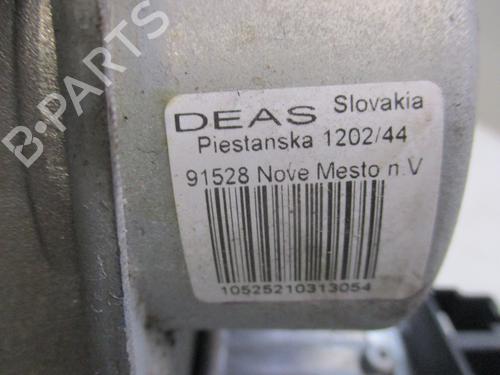 B-PARTS
DEAS Slovakia
Piestanska 1202/44
91528 Nove Mesto n.V
10525210313054